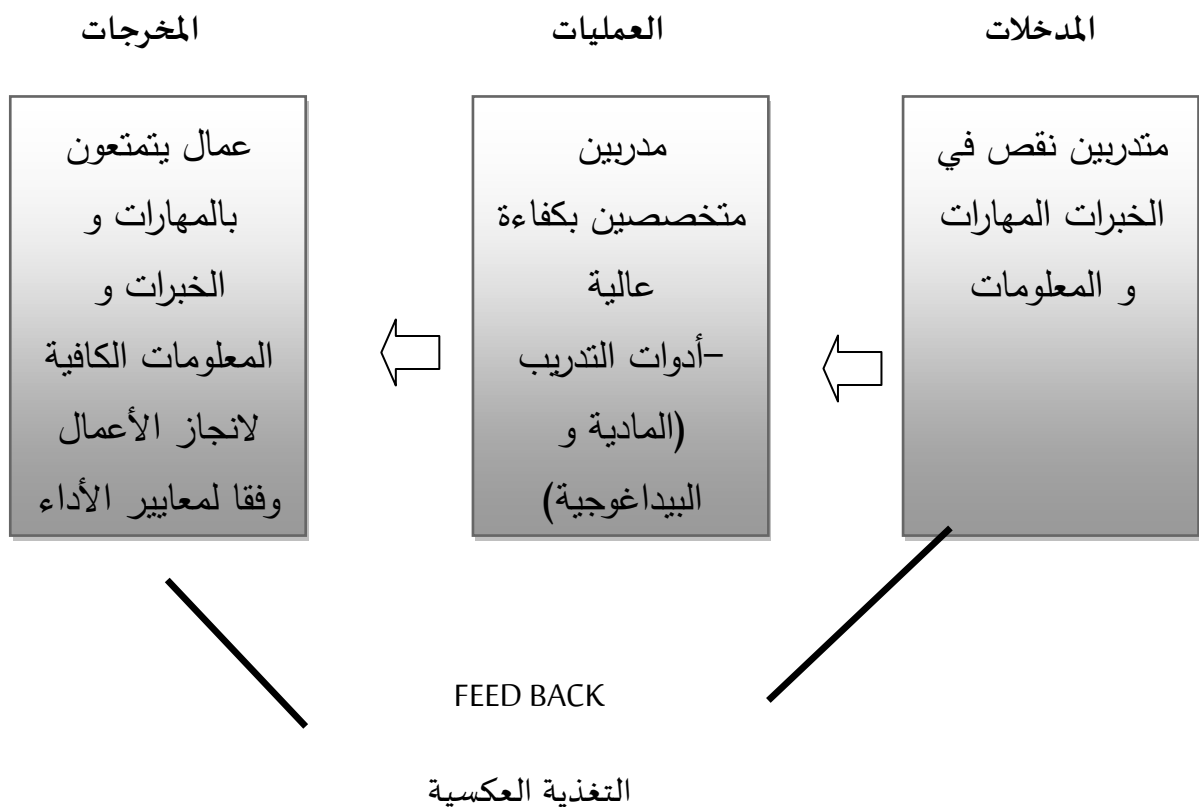 المدخلات
العمليات
المخرجات
متدربين نقص في
الخبرات المهارات
و المعلومات
مدربين
متخصصين بكفاءة
عالية
-أدوات التدريب
(المادية و
البيداغوجية)
عمال يتمتعون
بالمهارات و
الخبرات و
المعلومات الكافية
لانجاز الأعمال
وفقا لمعايير الأداء
FEED BACK
التغذية العكسية